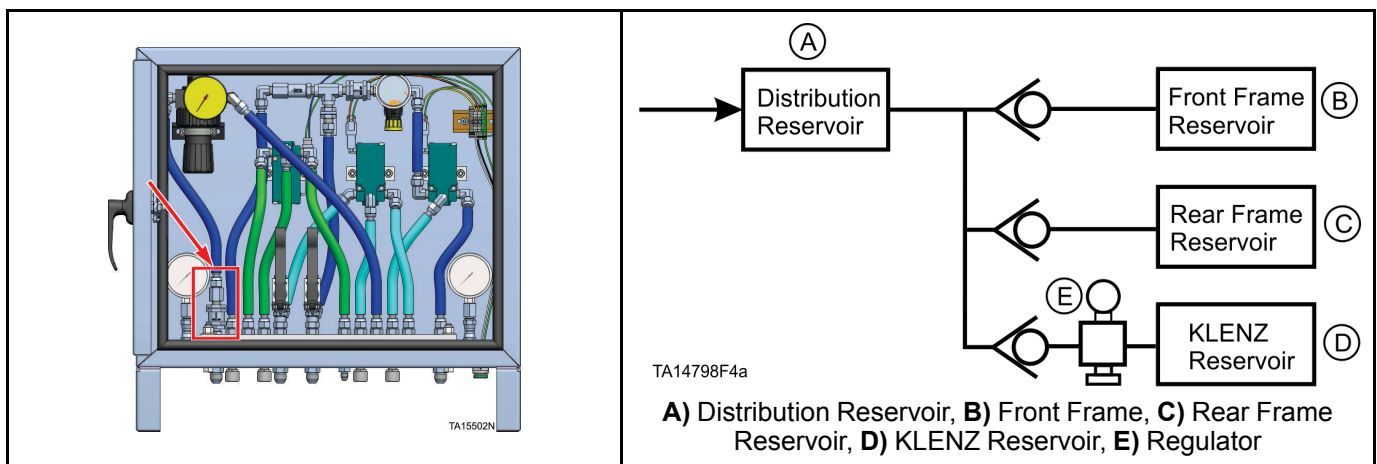 TA15502N
A
Distribution
Reservoir
Front Frame
Reservoir
B
Rear Frame
Reservoir
C
E
KLENZ
Reservoir
D
TA14798F4a
A) Distribution Reservoir, B) Front Frame, C) Rear Frame
Reservoir, D) KLENZ Reservoir, E) Regulator